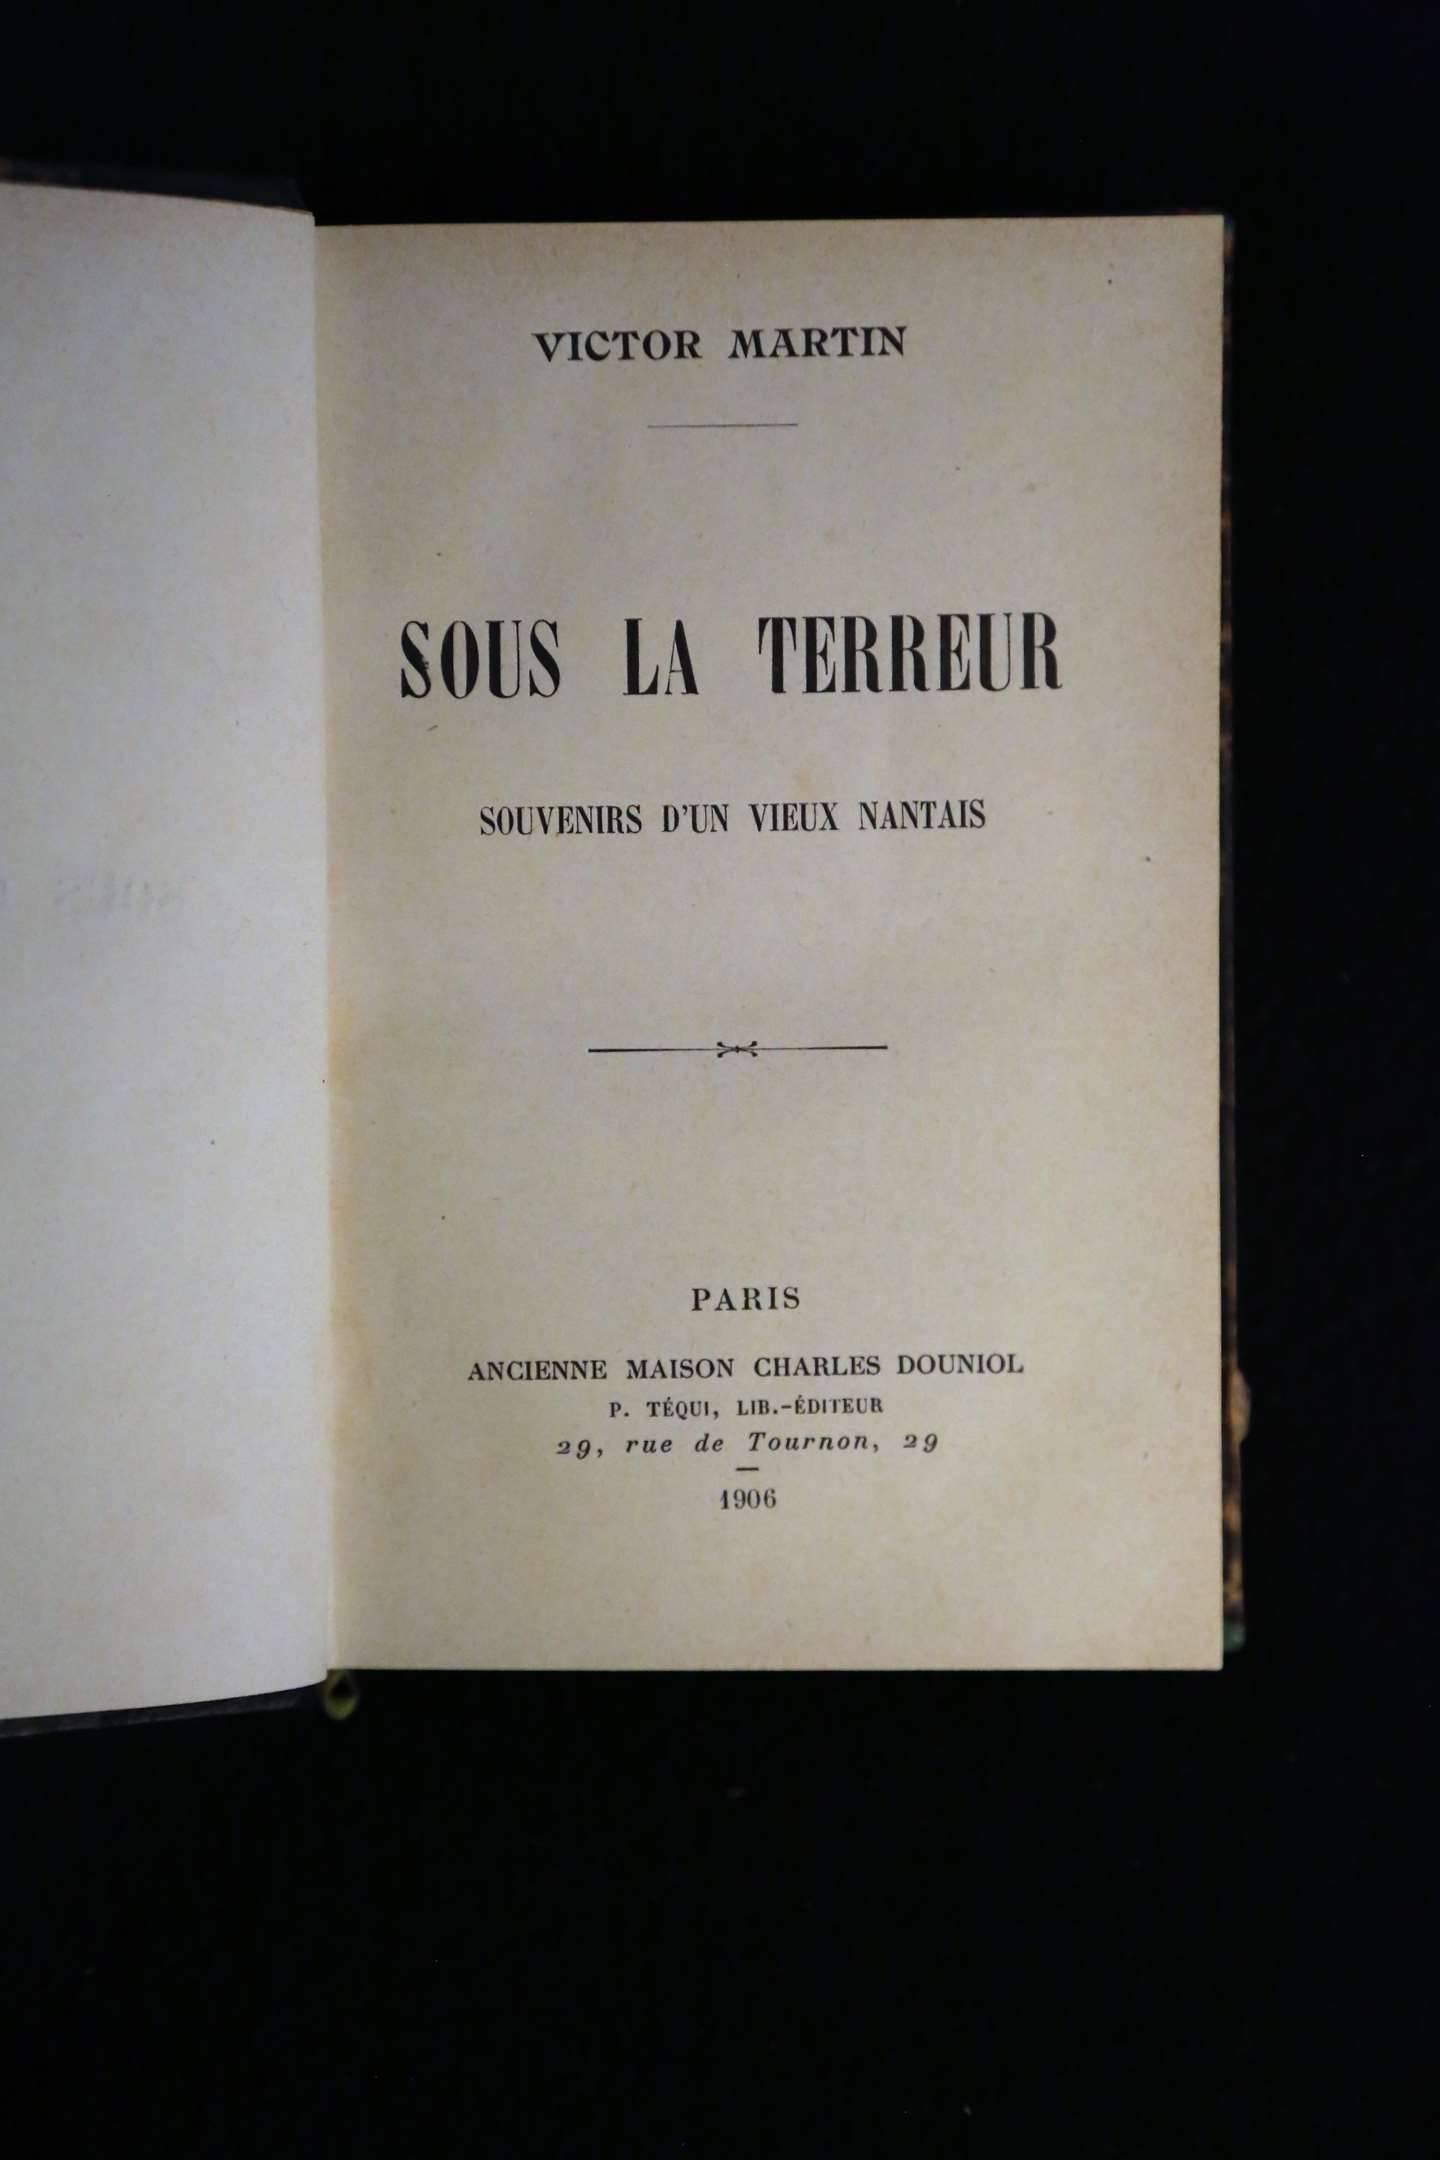 VICTOR MARTIN
SOUS LA TERREUR
SOUVENIRS D'UN VIEUX NANTAIS
PARIS
ANCIENNE MAISON CHARLES DOUNIOL
P. TÉQUI, LIB.-ÉDITEUR
29, rue de Tournon, 29
1906